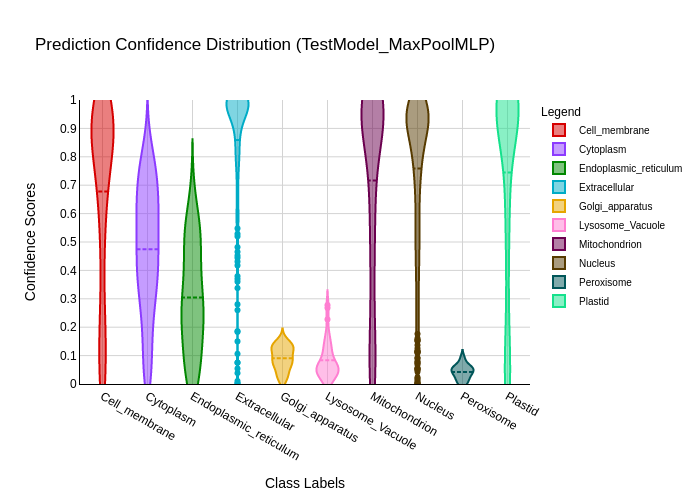 Prediction Confidence Distribution (TestModel_MaxPoolMLP)
Legend
Cell_membrane
Cytoplasm
Endoplasmic_reticulum
Extracellular
Golgi_apparatus
Lysosome_Vacuole
Mitochondrion
Nucleus
Peroxisome
Plastid
Confidence Scores
1
0.9
0.8
0.7
0.6
0.5
0.4
0.3
0.2
0.1
0
Cell_membrane
Cytoplasm
Endoplasmic_reticulum
Extracellular
Golgi_apparatus
Lysosome_Vacuole
Mitochondrion
Nucleus
Peroxisome
Plastid
Class Labels